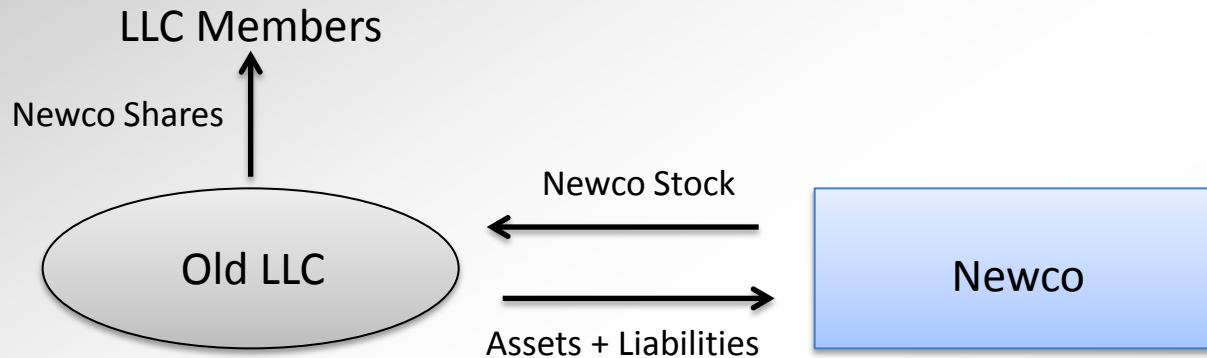 LLC Members
Newco Shares
Newco Stock
Old LLC
Newco
Assets + Liabilities